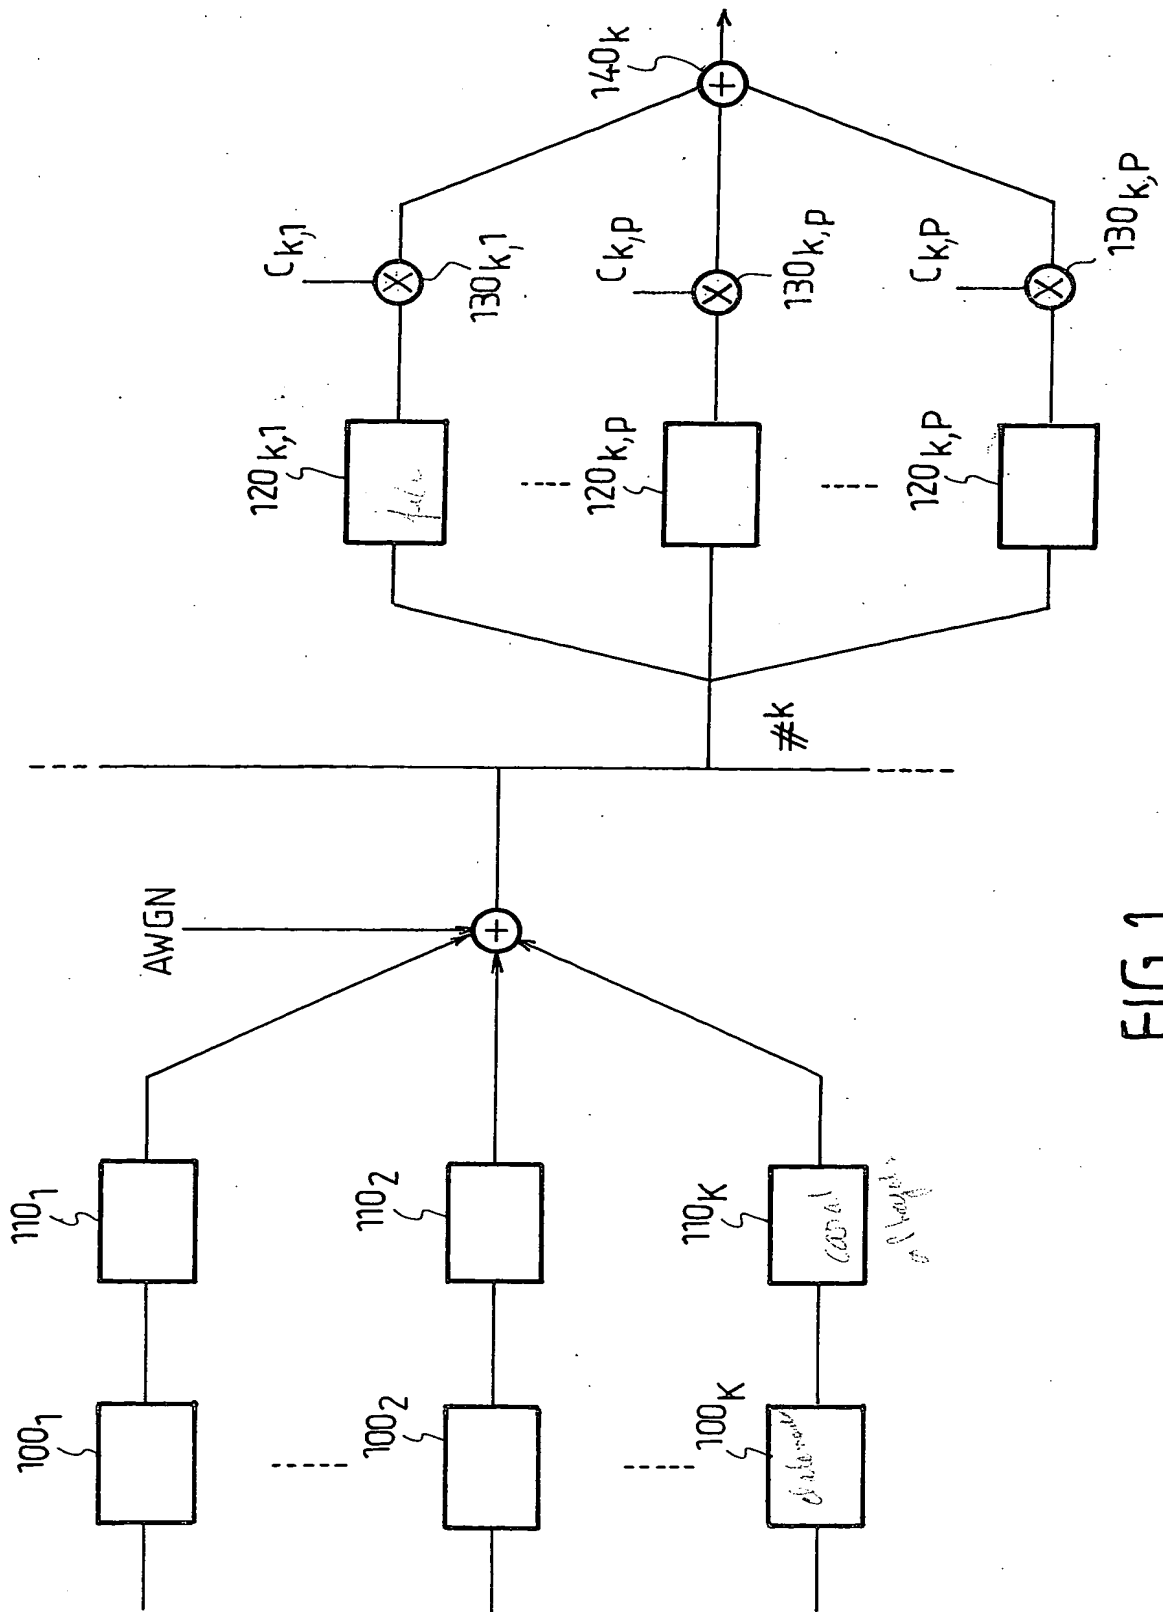 100₁
110₁
100₂
110₂
100K
110K
canal
AWGN
+
#k
120k,1
Ck,1
X
130k,1
120k,p
Ck,p
X
130k,p
120k,P
Ck,P
X
130k,P
140k
+
FIG.1